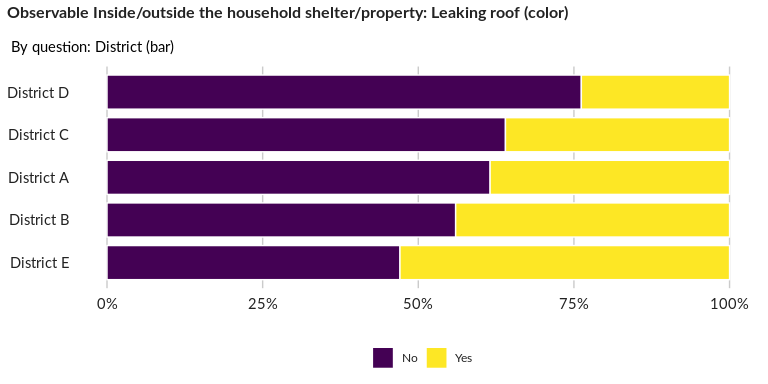 Observable Inside/outside the household shelter/property: Leaking roof (color)
By question: District (bar)
District D
District C
District A
District B
District E
0% 25% 50% 75% 100%
No Yes